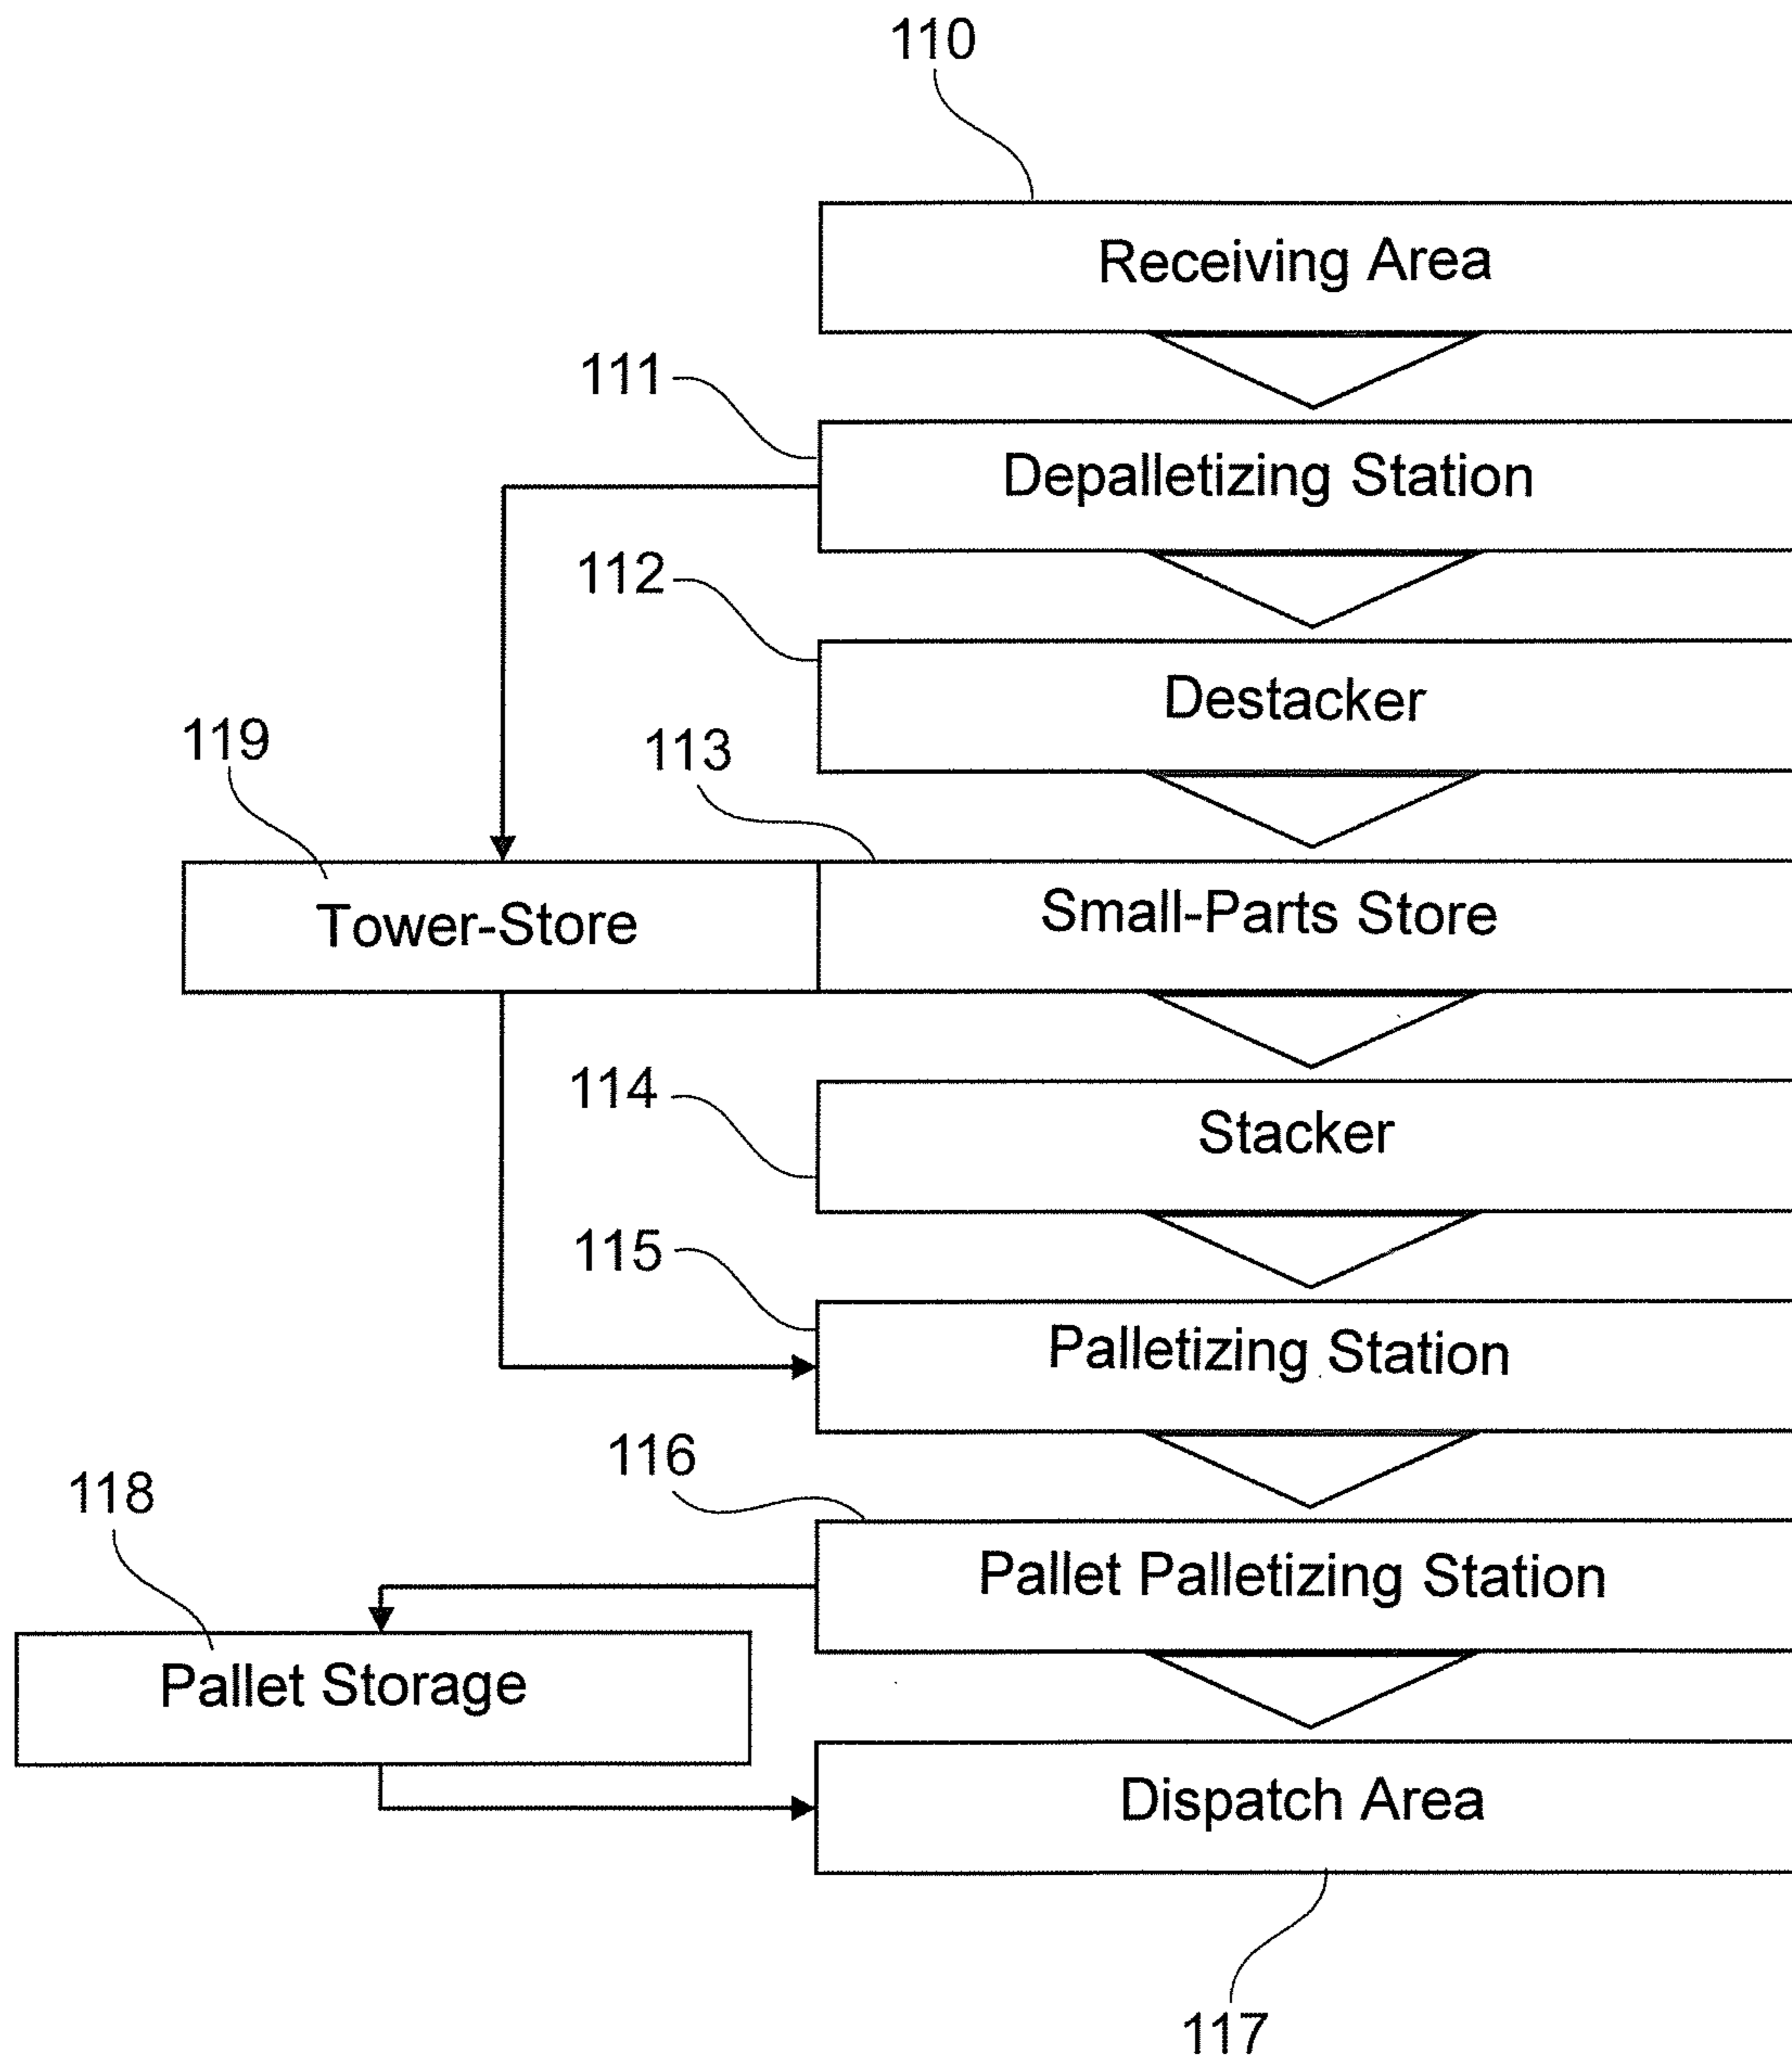 110
Receiving Area
111
Depalletizing Station
112
Destacker
119
113
Tower-Store
Small-Parts Store
114
Stacker
115
Palletizing Station
116
118
Pallet Palletizing Station
Pallet Storage
Dispatch Area
117